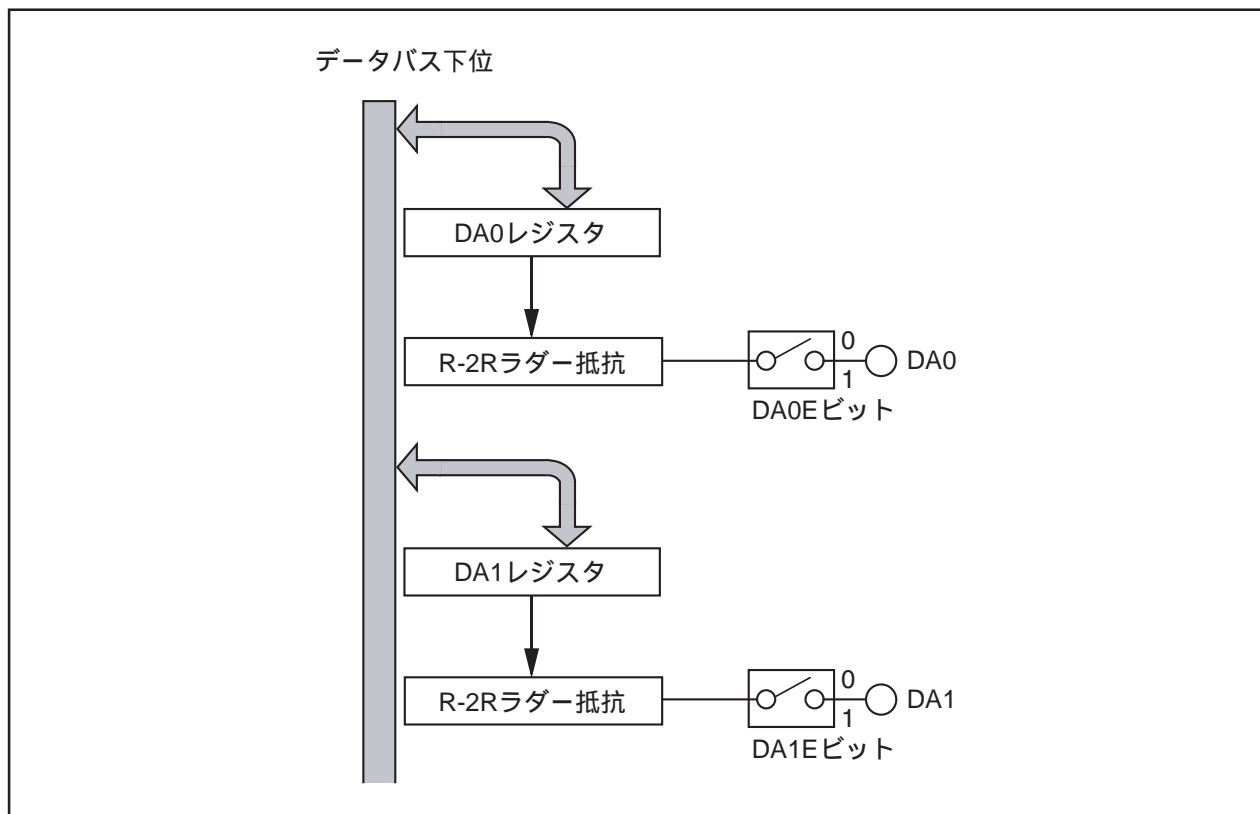 データバス下位
DA0レジスタ
R-2Rラダー抵抗
0
1
DA0
DA0Eビット
DA1レジスタ
R-2Rラダー抵抗
0
1
DA1
DA1Eビット